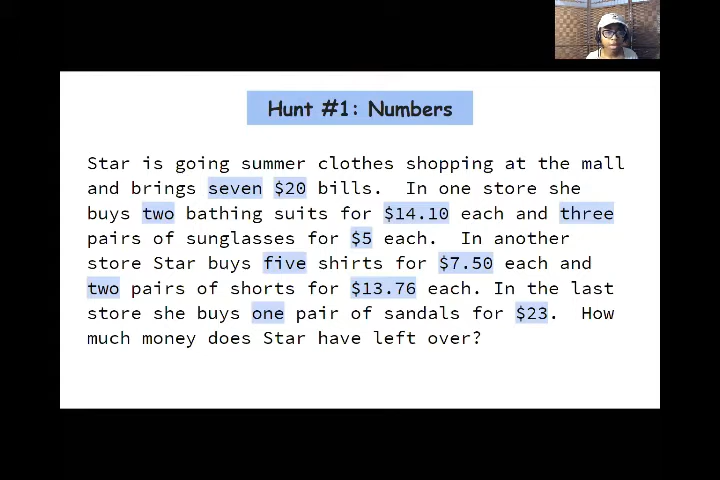 Hunt #1: Numbers
Star is going summer clothes shopping at the mall
and brings seven $20 bills. In one store she
buys two bathing suits for $14.10 each and three
pairs of sunglasses for $5 each. In another
store Star buys five shirts for $7.50 each and
two pairs of shorts for $13.76 each. In the last
store she buys one pair of sandals for $23. How
much money does Star have left over?